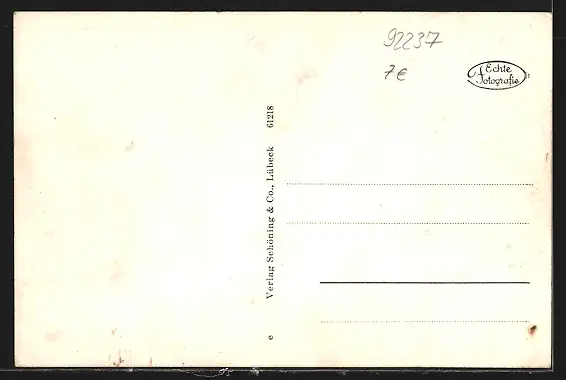 92237
7€
Echte
Fotografie
Verlag Schöning & Co., Lübeck 61218
e